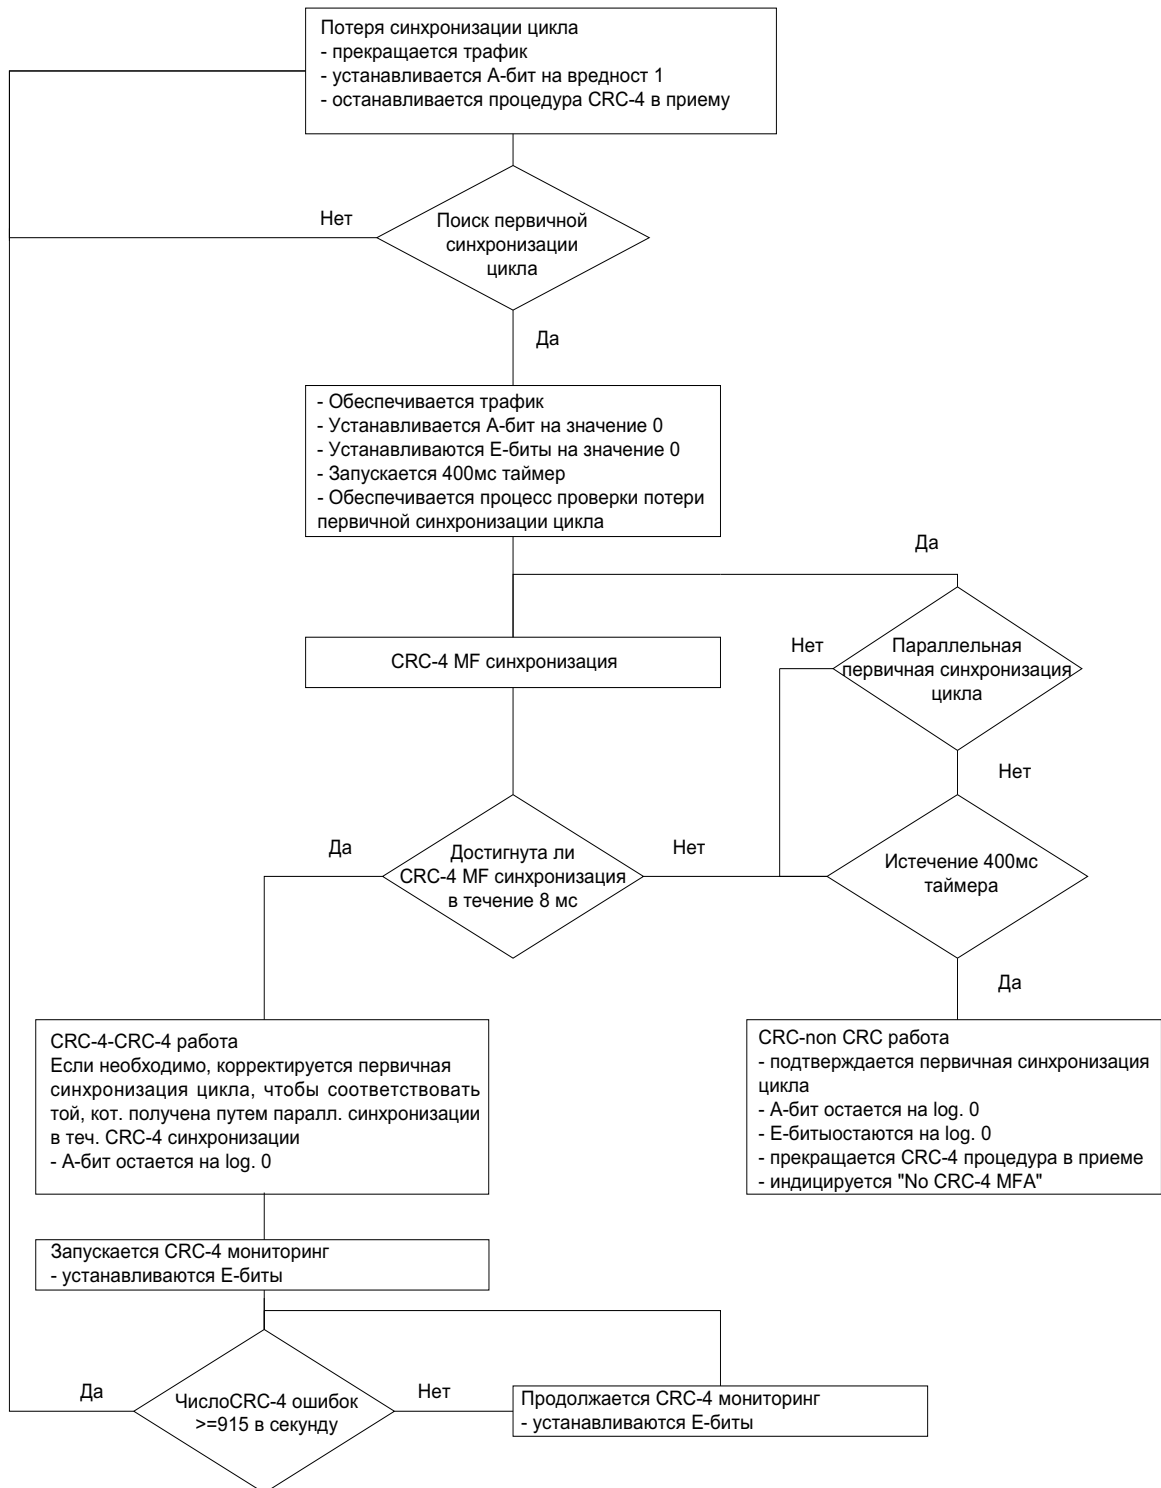 Потеря синхронизации цикла
- прекращается трафик
- устанавливается А-бит на вредност 1
- останавливается процедура CRC-4 в приему
Нет
Поиск первичной
синхронизации
цикла
Да
- Обеспечивается трафик
- Устанавливается А-бит на значение 0
- Устанавливаются Е-биты на значение 0
- Запускается 400мс таймер
- Обеспечивается процесс проверки потери
первичной синхронизации цикла
Да
CRC-4 MF синхронизация
Нет
Параллельная
первичная синхронизация
цикла
Нет
Да
Достигнута ли
CRC-4 MF синхронизация
в течение 8 мс
Нет
Истечение 400мс
таймера
Да
CRC-4-CRC-4 работа
Если необходимо, корректируется первичная
синхронизация цикла, чтобы соответствовать
той, кот. получена путем паралл. синхронизации
в теч. CRC-4 синхронизации
- А-бит остается на log. 0
CRC-non CRC работа
- подтверждается первичная синхронизация
цикла
- А-бит остается на log. 0
- Е-битыостаются на log. 0
- прекращается CRC-4 процедура в приеме
- индицируется "No CRC-4 MFA"
Запускается CRC-4 мониторинг
- устанавливаются Е-биты
Да
ЧислоCRC-4 ошибок
>=915 в секунду
Нет
Продолжается CRC-4 мониторинг
- устанавливаются Е-биты